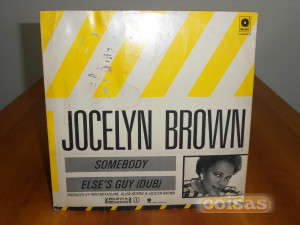 JOCELYN BROWN
SOMEBODY
ELSE'S GUY (DUB)
coisas